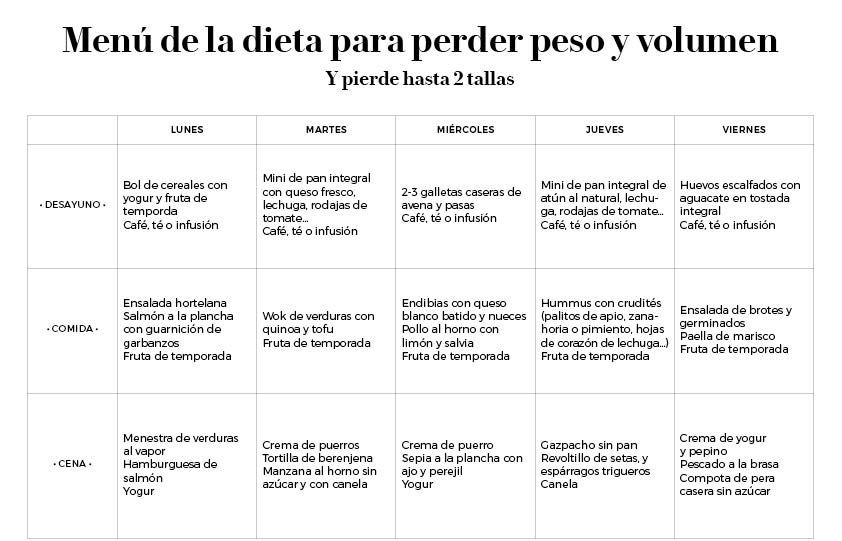 Menú de la dieta para perder peso y volumen
Y pierde hasta 2 tallas
LUNES
MARTES
MIÉRCOLES
JUEVES
VIERNES
• DESAYUNO •
Bol de cereales con
yogur y fruta de
temporda
Café, té o infusión
Mini de pan integral
con queso fresco,
lechuga, rodajas de
tomate...
Café, té o infusión
2-3 galletas caseras de
avena y pasas
Café, té o infusión
Mini de pan integral de
atún al natural, lechu-
ga, rodajas de tomate...
Café, té o infusión
Huevos escalfados con
aguacate en tostada
integral
Café, té o infusión
• COMIDA •
Ensalada hortelana
Salmón a la plancha
con guarnición de
garbanzos
Fruta de temporada
Wok de verduras con
quinoa y tofu
Fruta de temporada
Endibias con queso
blanco batido y nueces
Pollo al horno con
limón y salvia
Fruta de temporada
Hummus con crudités
(palitos de apio, zana-
horia o pimiento, hojas
de corazón de lechuga...)
Fruta de temporada
Ensalada de brotes y
germinados
Paella de marisco
Fruta de temporada
• CENA •
Menestra de verduras
al vapor
Hamburguesa de
salmón
Yogur
Crema de puerros
Tortilla de berenjena
Manzana al horno sin
azúcar y con canela
Crema de puerro
Sepia a la plancha con
ajo y perejil
Yogur
Gazpacho sin pan
Revoltillo de setas, y
espárragos trigueros
Canela
Crema de yogur
y pepino
Pescado a la brasa
Compota de pera
casera sin azúcar